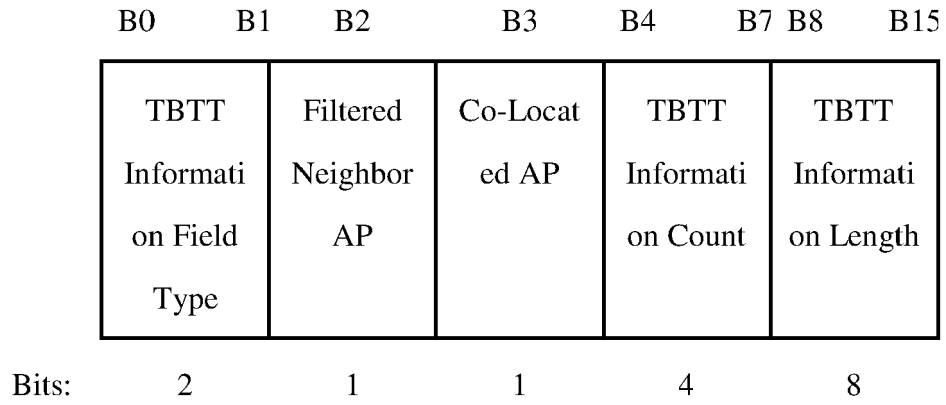 B0 B1 B2 B3 B4 B7 B8 B15
TBTT Filtered Co-Locat TBTT TBTT
Informati Neighbor ed AP Informati Informati
on Field AP on Count on Length
Type
Bits: 2 1 1 4 8